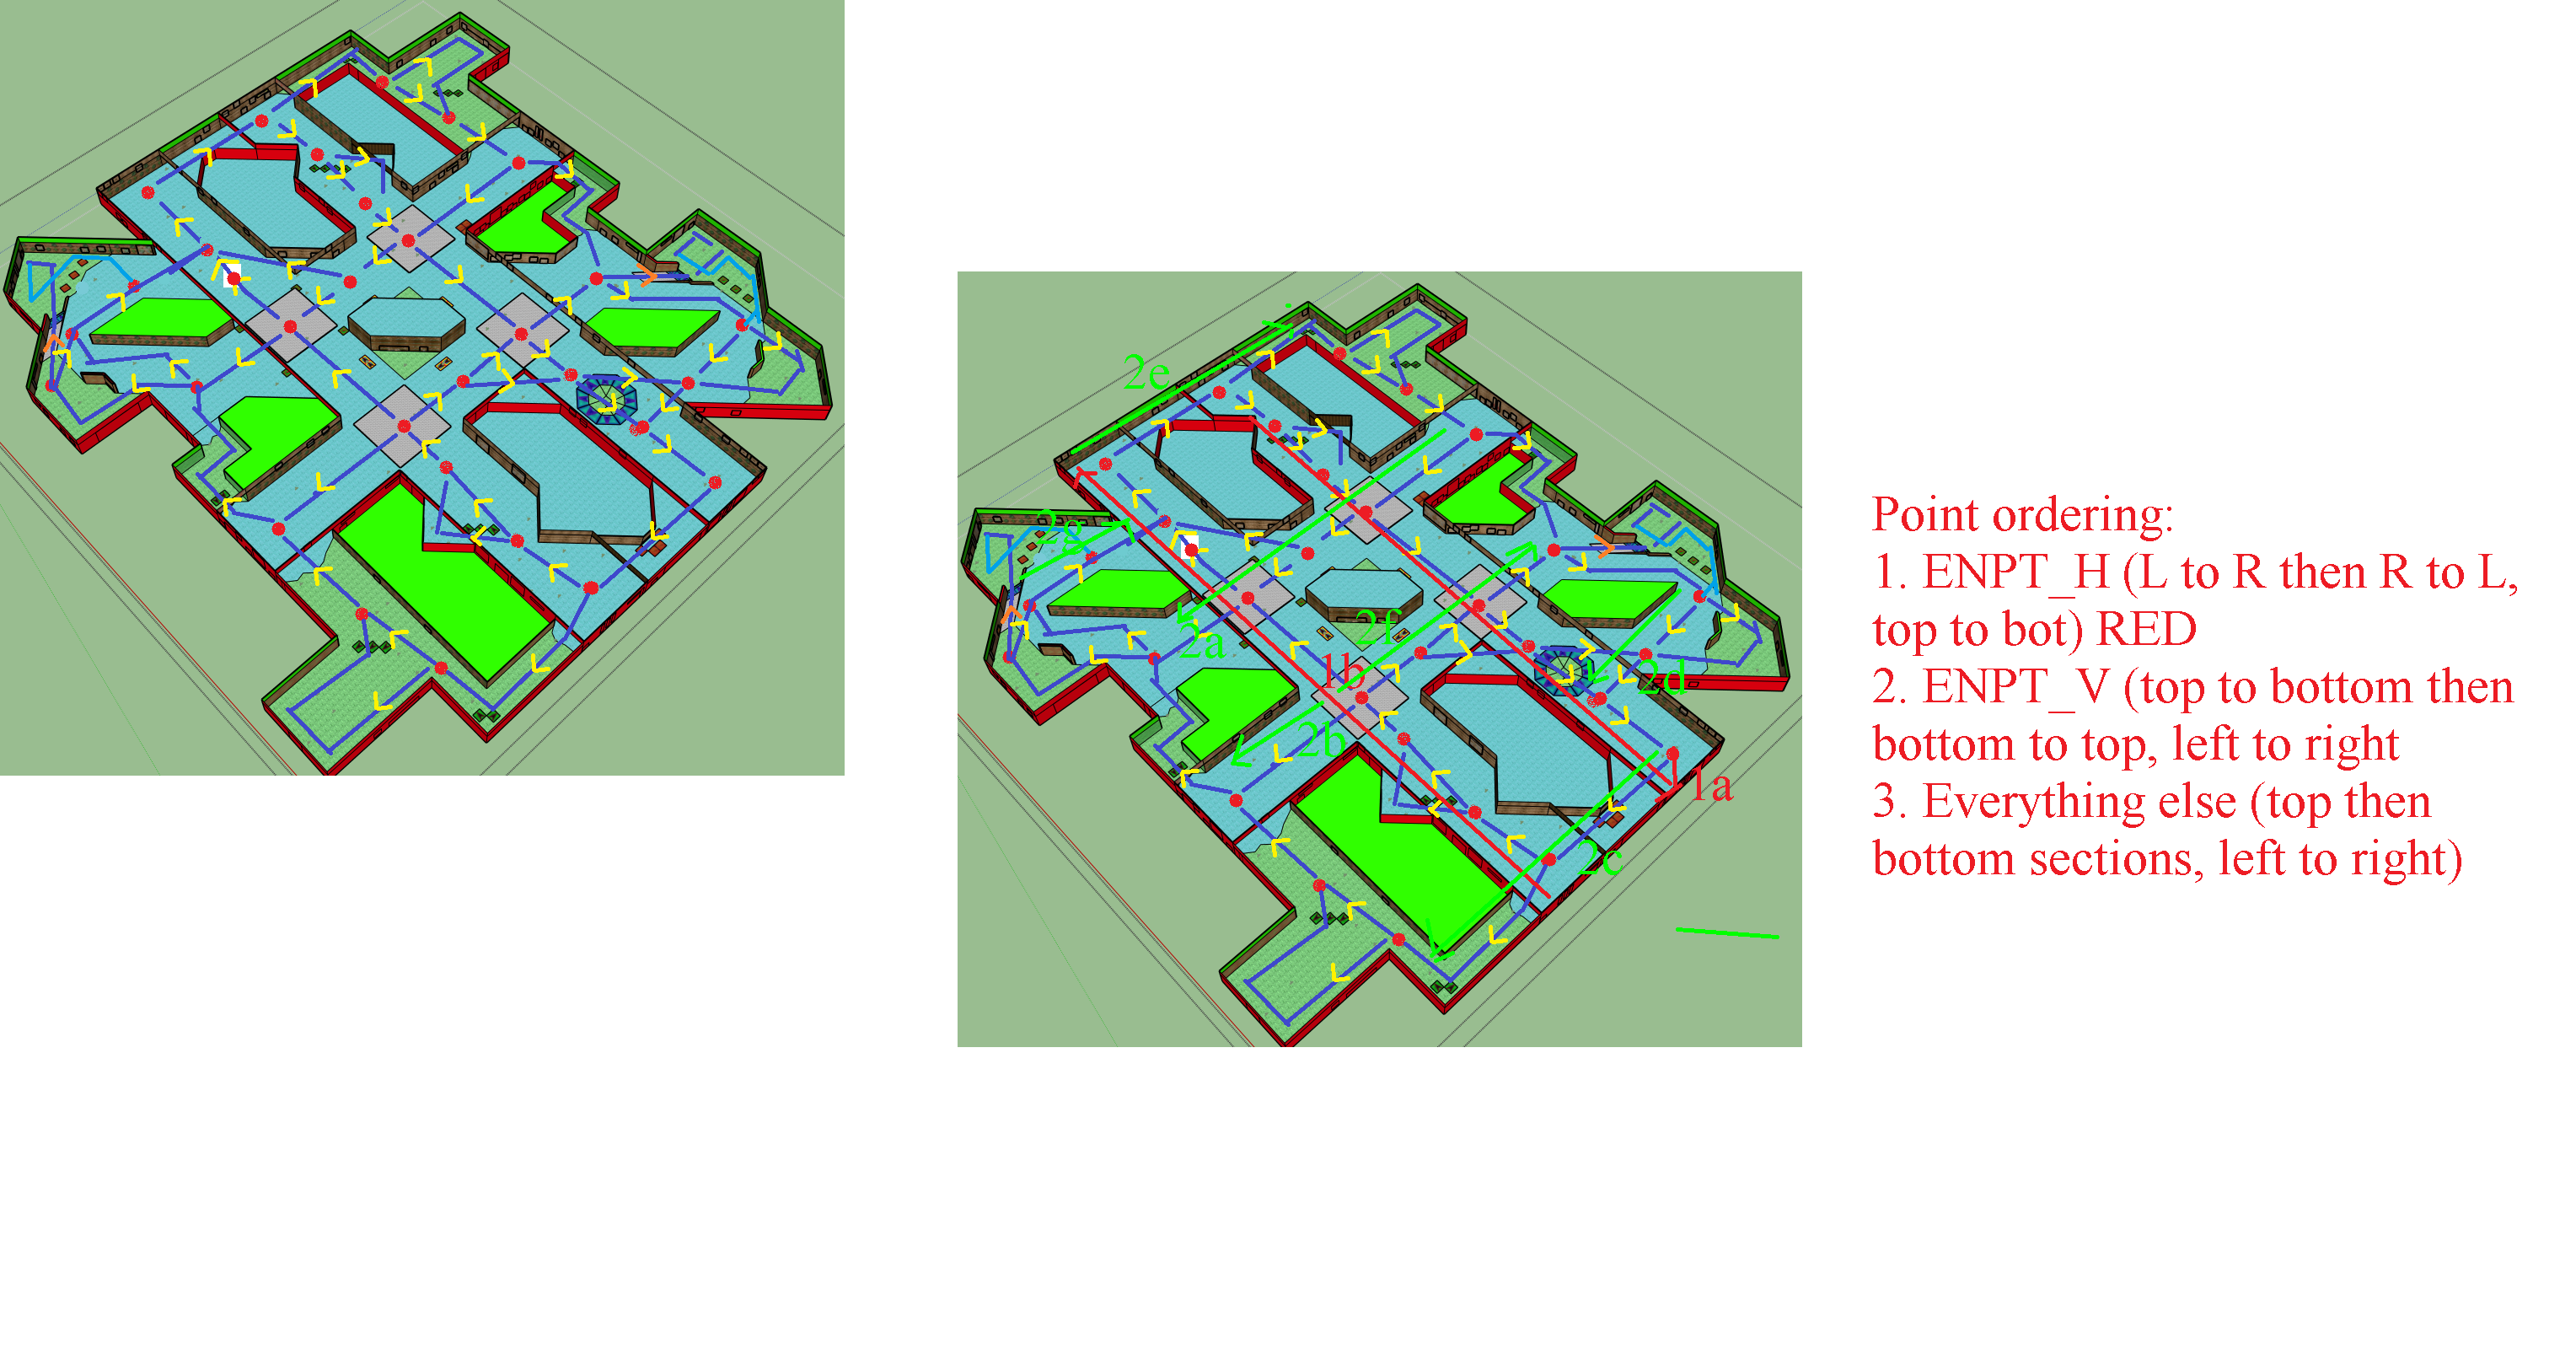 2e
2g
2a
2f
1b
2b
2d
1a
2c
Point ordering:
1. ENPT_H (L to R then R to L,
top to bot) RED
2. ENPT_V (top to bottom then
bottom to top, left to right
3. Everything else (top then
bottom sections, left to right)